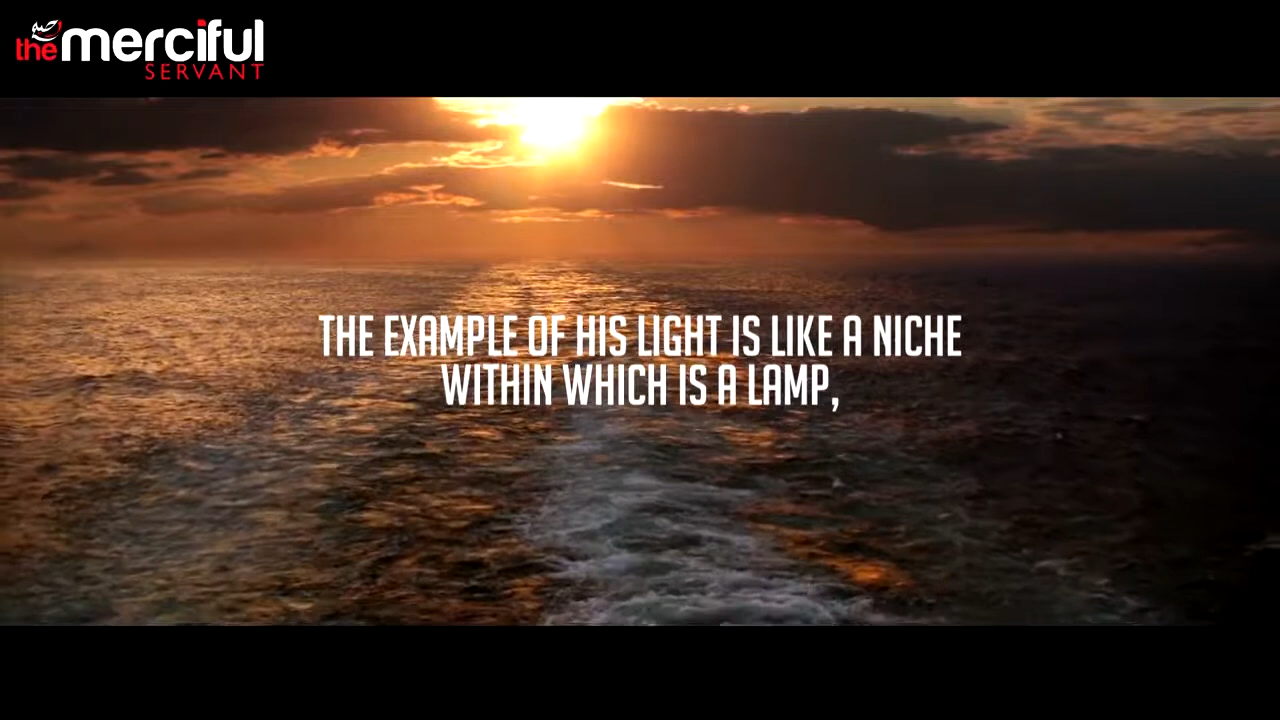 the merciful
SERVANT
THE EXAMPLE OF HIS LIGHT IS LIKE A NICHE
WITHIN WHICH IS A LAMP,